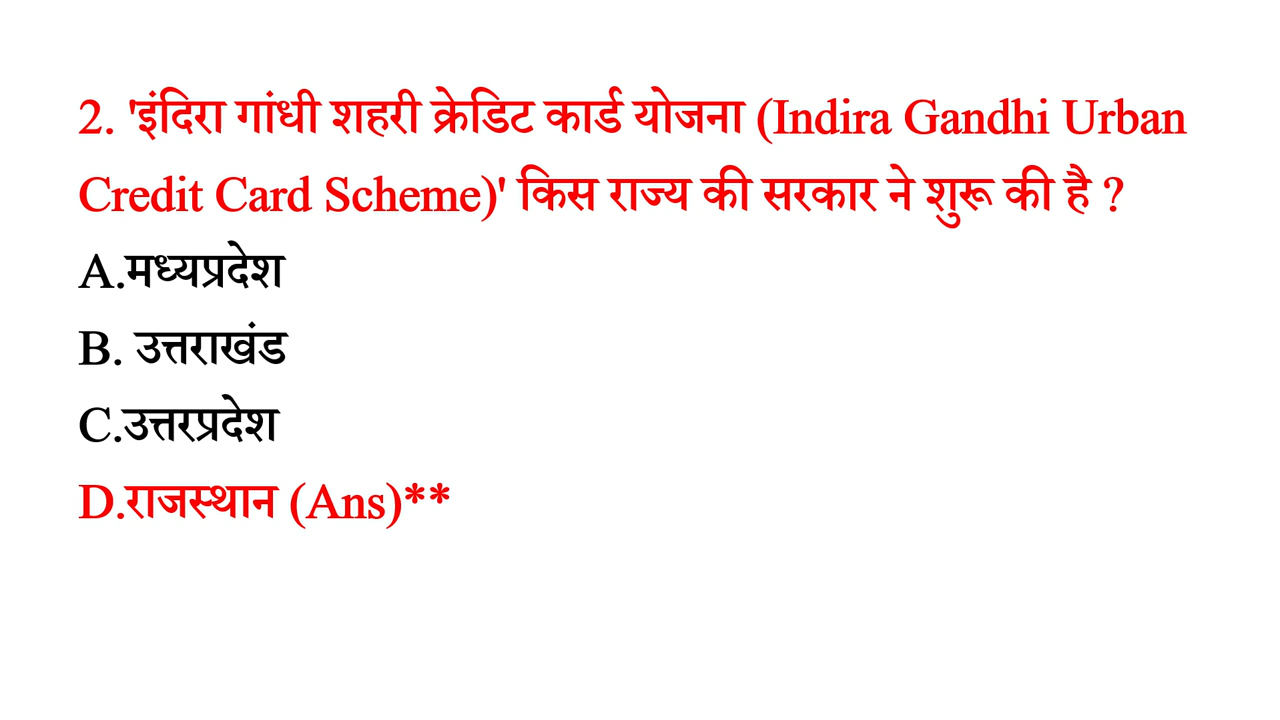 2. 'इंदिरा गांधी शहरी क्रेडिट कार्ड योजना (Indira Gandhi Urban
Credit Card Scheme)' किस राज्य की सरकार ने शुरू की है ?
A.मध्यप्रदेश
B. उत्तराखंड
C.उत्तरप्रदेश
D.राजस्थान (Ans)**